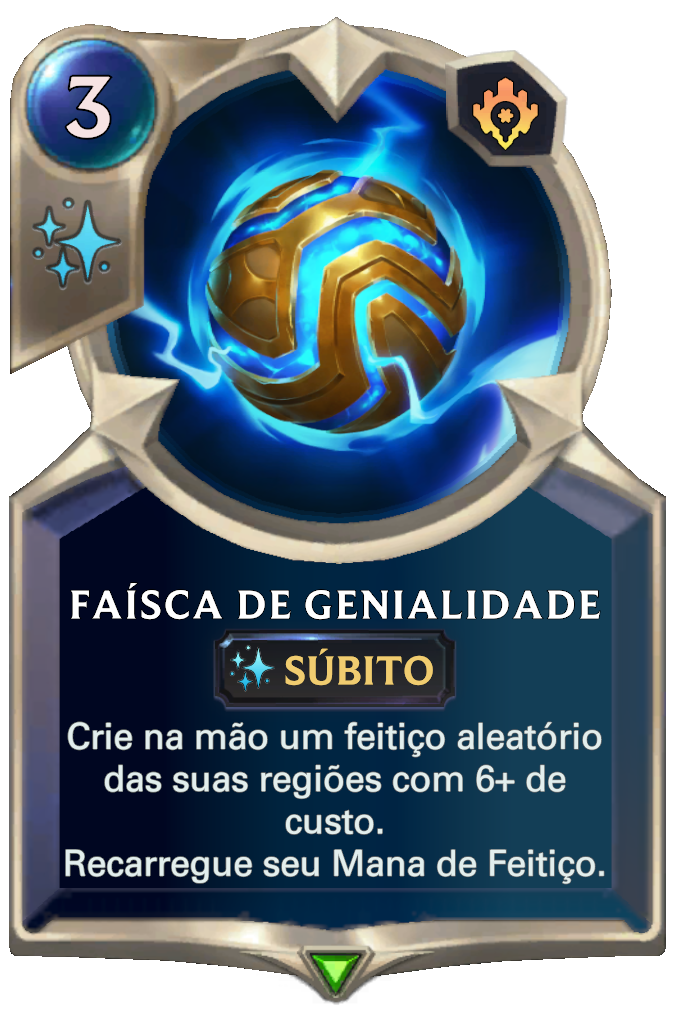 3
FAÍSCA DE GENIALIDADE
SÚBITO
Crie na mão um feitiço aleatório
das suas regiões com 6+ de
custo.
Recarregue seu Mana de Feitiço.